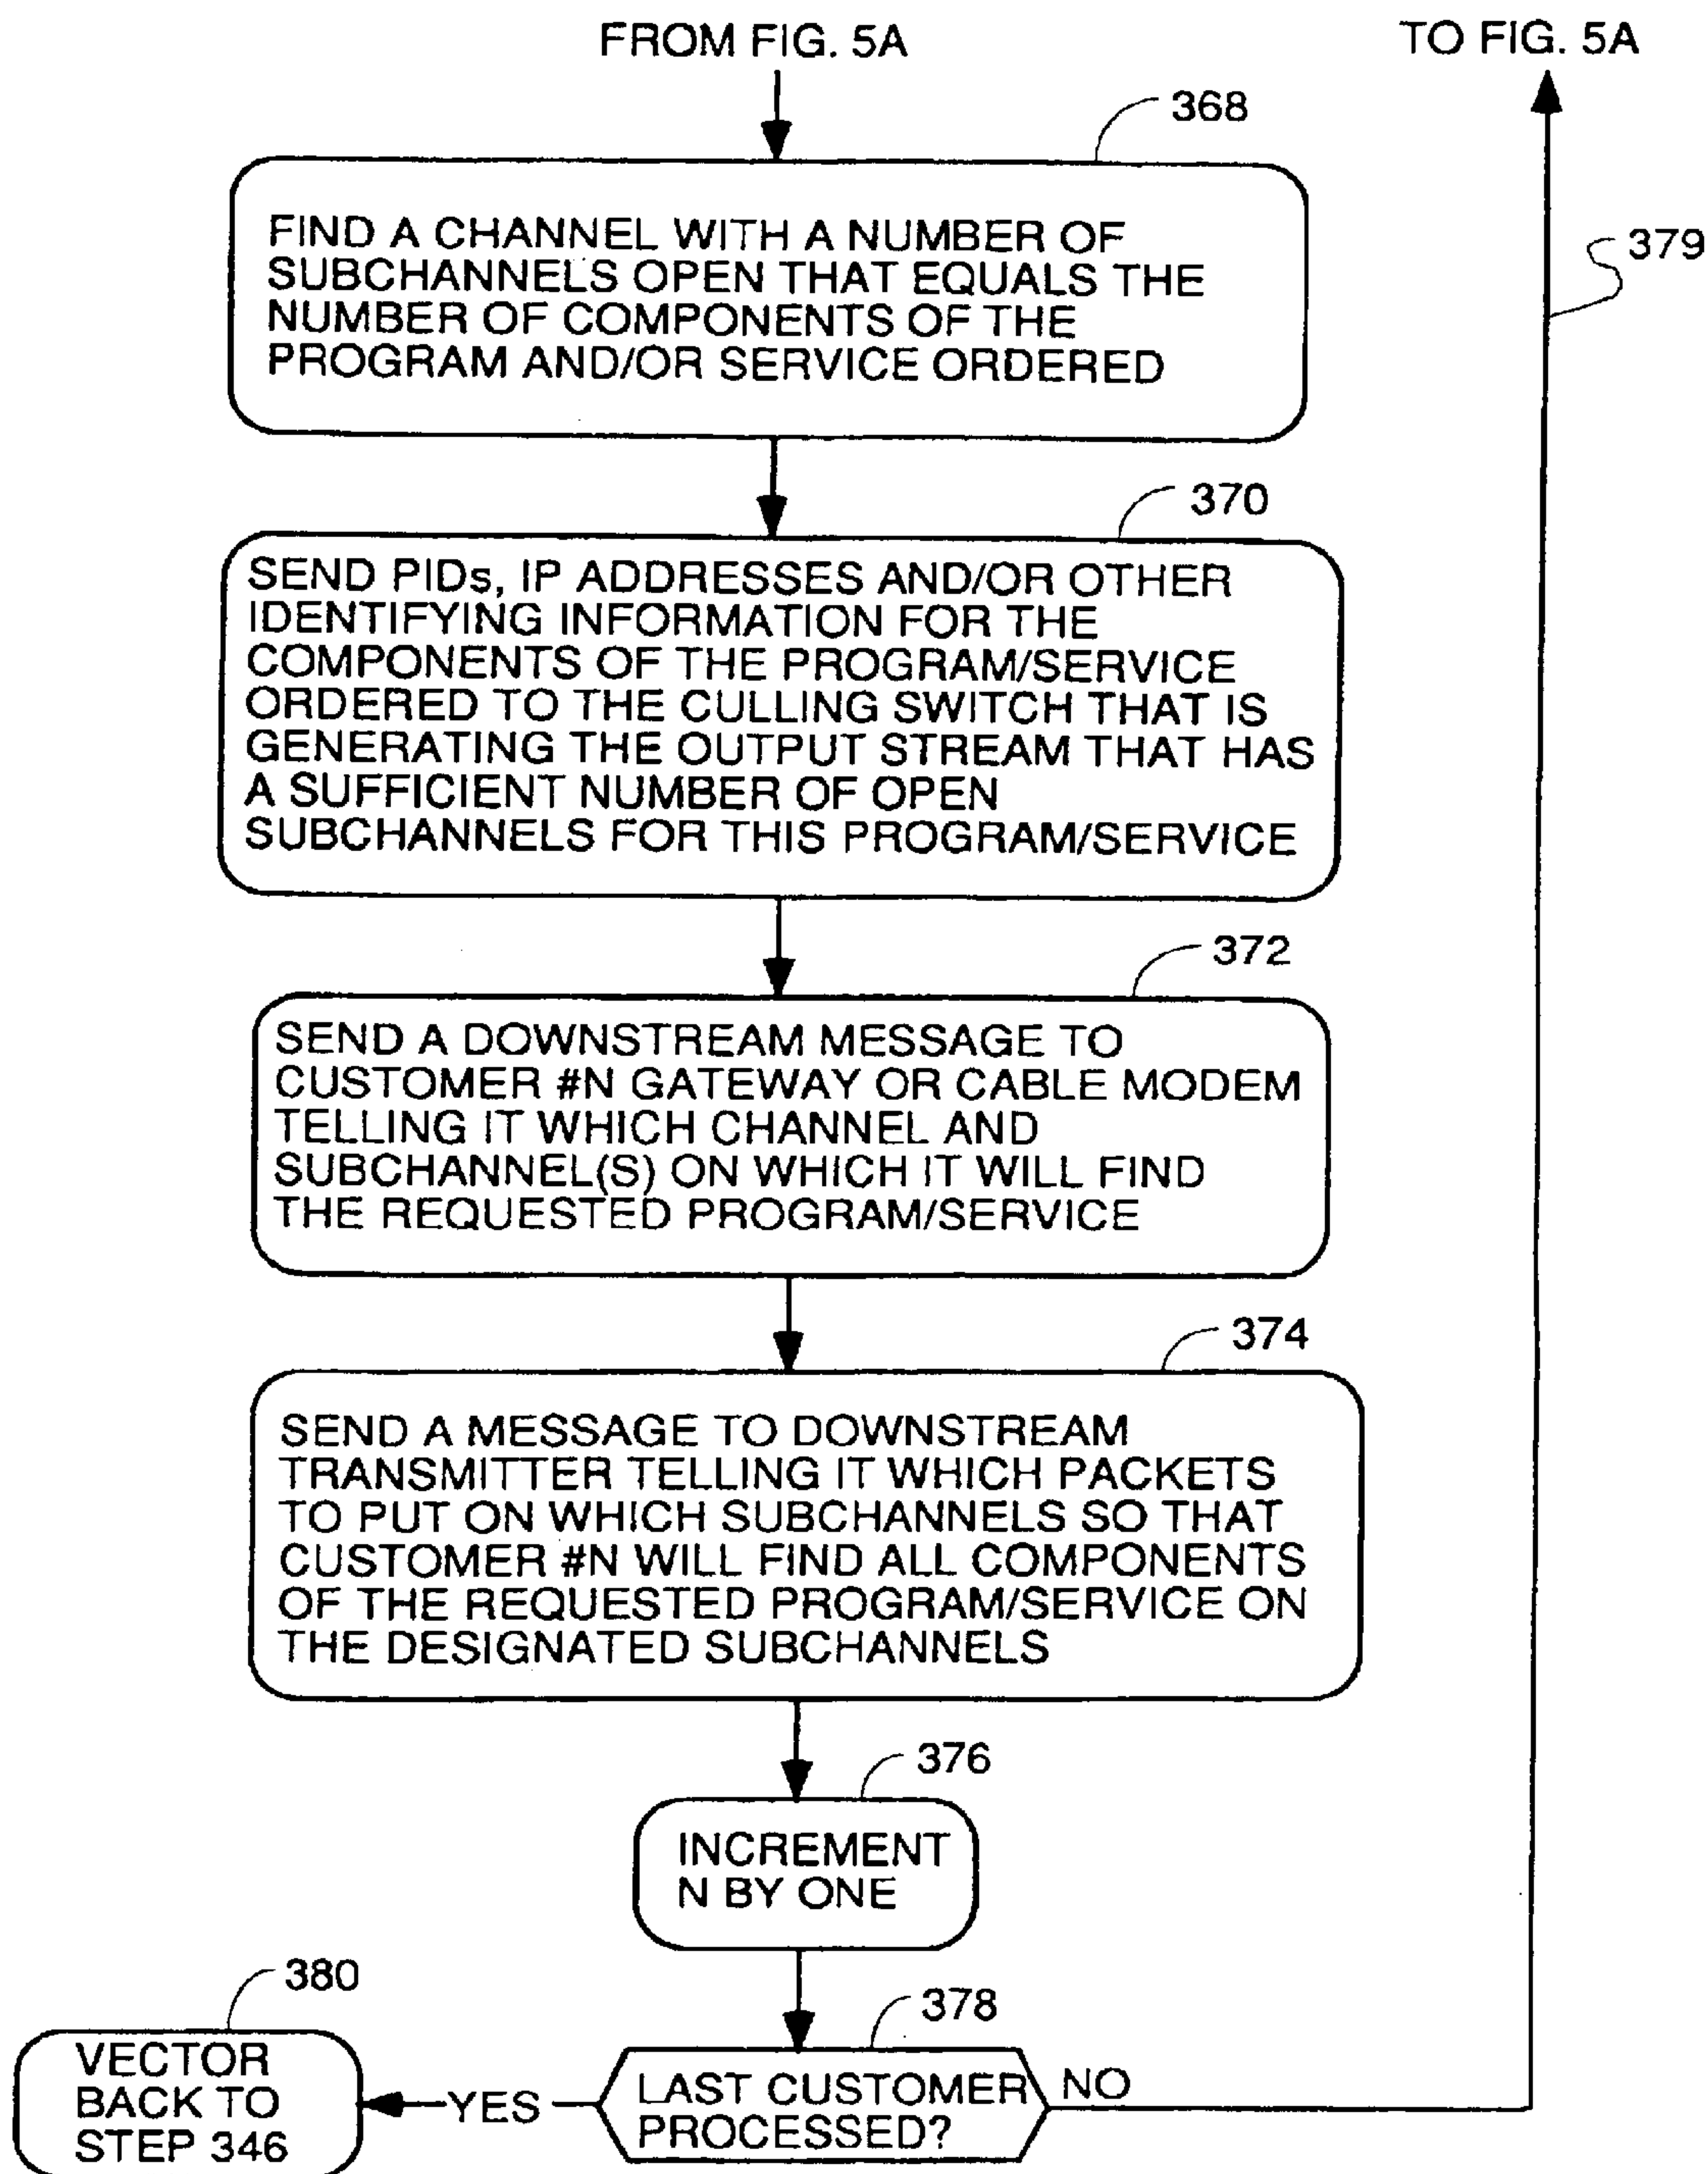 FROM FIG. 5A
TO FIG. 5A
368
FIND A CHANNEL WITH A NUMBER OF
SUBCHANNELS OPEN THAT EQUALS THE
NUMBER OF COMPONENTS OF THE
PROGRAM AND/OR SERVICE ORDERED
379
370
SEND PIDs, IP ADDRESSES AND/OR OTHER
IDENTIFYING INFORMATION FOR THE
COMPONENTS OF THE PROGRAM/SERVICE
ORDERED TO THE CULLING SWITCH THAT IS
GENERATING THE OUTPUT STREAM THAT HAS
A SUFFICIENT NUMBER OF OPEN
SUBCHANNELS FOR THIS PROGRAM/SERVICE
372
SEND A DOWNSTREAM MESSAGE TO
CUSTOMER #N GATEWAY OR CABLE MODEM
TELLING IT WHICH CHANNEL AND
SUBCHANNEL(S) ON WHICH IT WILL FIND
THE REQUESTED PROGRAM/SERVICE
374
SEND A MESSAGE TO DOWNSTREAM
TRANSMITTER TELLING IT WHICH PACKETS
TO PUT ON WHICH SUBCHANNELS SO THAT
CUSTOMER #N WILL FIND ALL COMPONENTS
OF THE REQUESTED PROGRAM/SERVICE ON
THE DESIGNATED SUBCHANNELS
376
INCREMENT
N BY ONE
380
VECTOR
BACK TO
STEP 346
YES
378
LAST CUSTOMER
PROCESSED?
NO